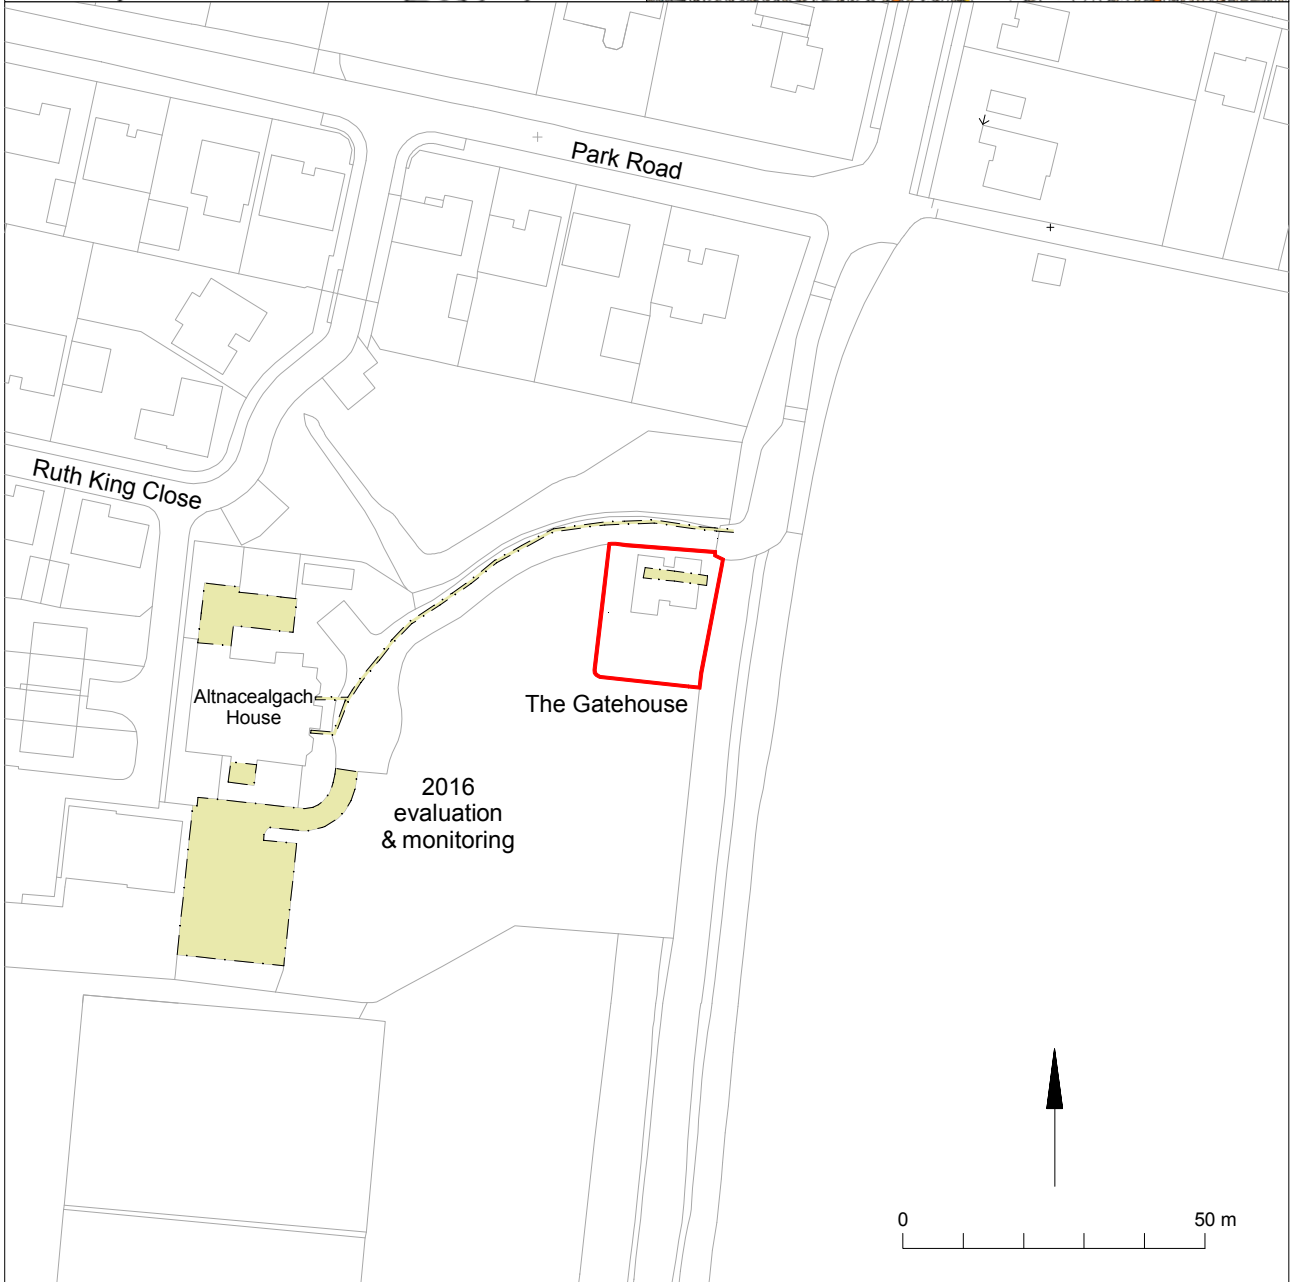 Park Road
Ruth King Close
Altnacealgach
House
The Gatehouse
2016
evaluation
& monitoring
0 50 m